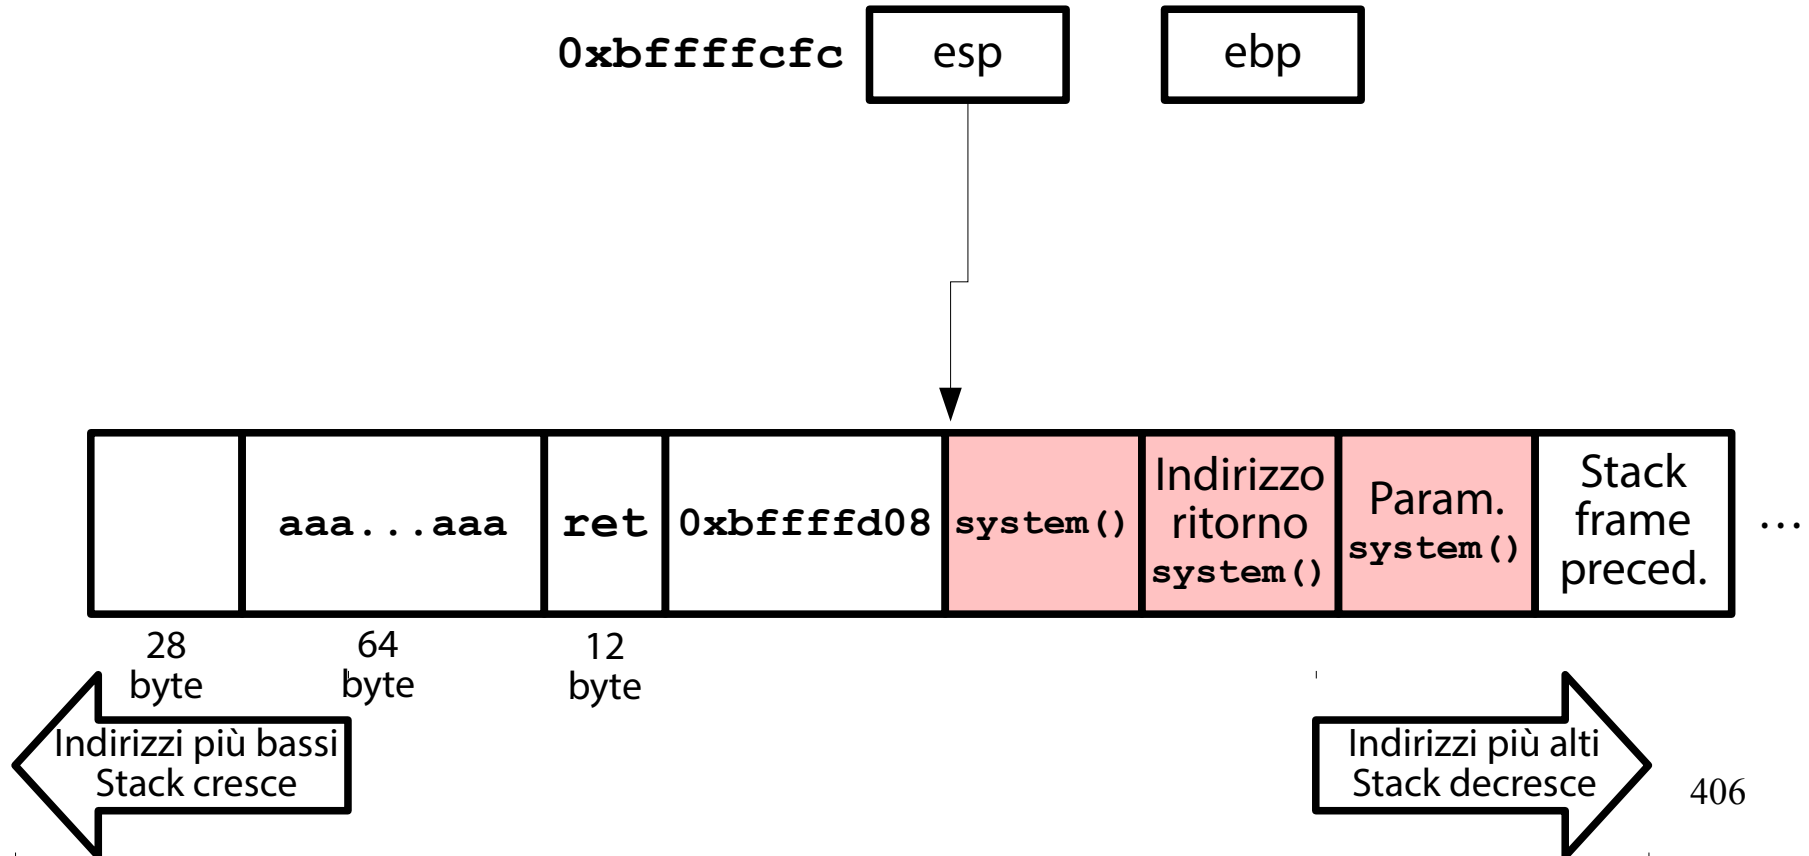 0xbffffcfc
esp
ebp
aaa...aaa
ret
0xbffffd08
system()
Indirizzo
ritorno
system()
Param.
system()
Stack
frame
preced.
...
28
byte
64
byte
12
byte
Indirizzi più bassi
Stack cresce
Indirizzi più alti
Stack decresce
406